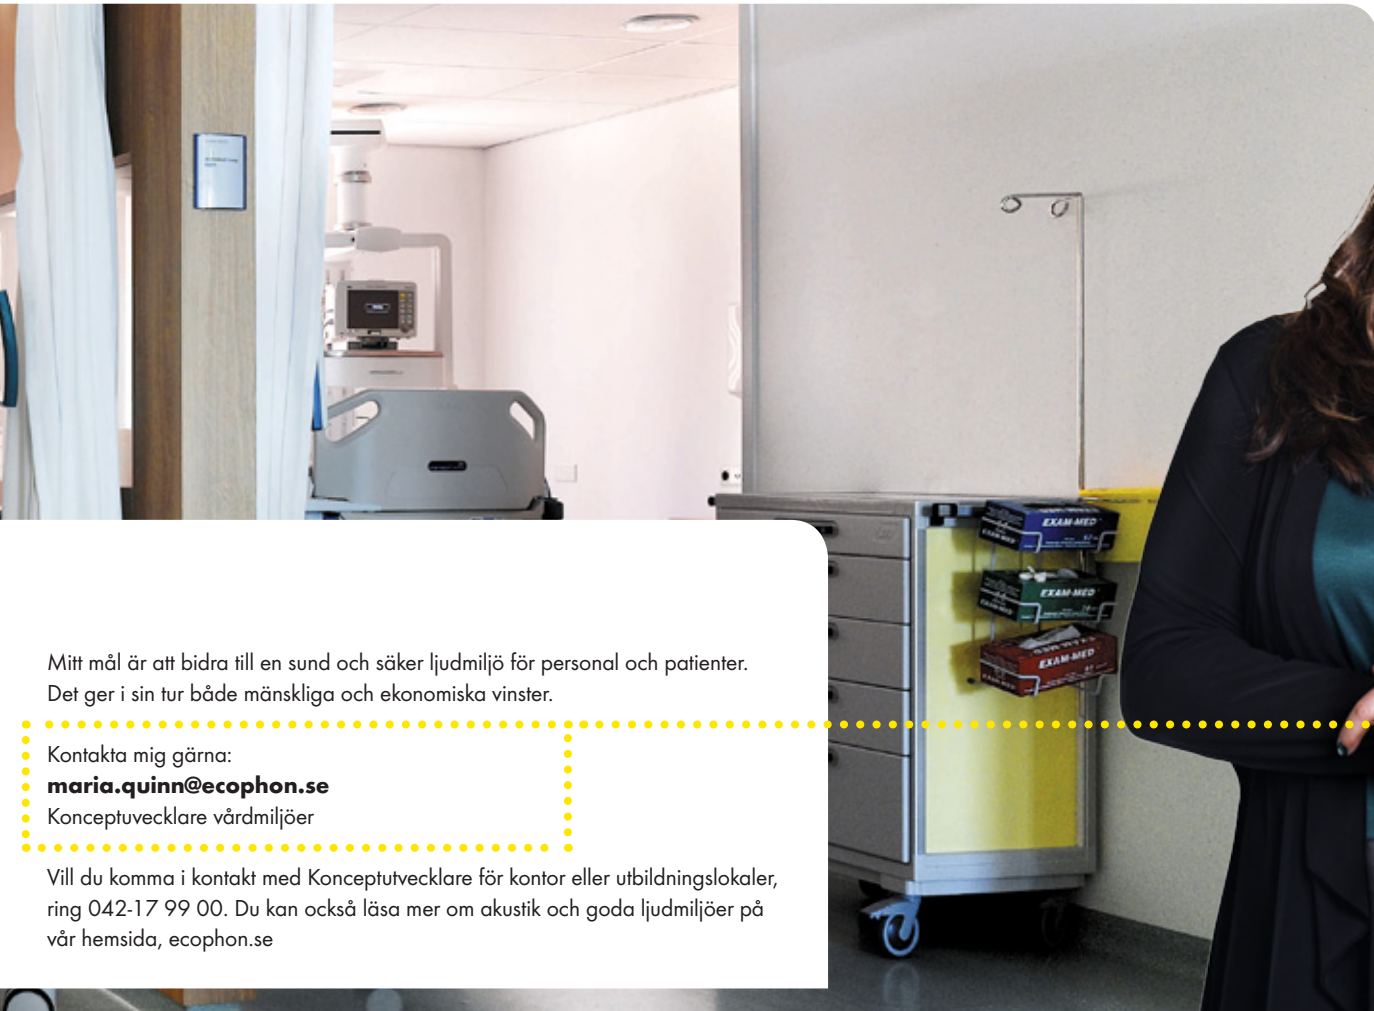 EXAM-MED
EXAM-MED
EXAM-MED
EXAM-MED
Mitt mål är att bidra till en sund och säker ljudmiljö för personal och patienter.
Det ger i sin tur både mänskliga och ekonomiska vinster.
Kontakta mig gärna:
maria.quinn@ecophon.se
Konceptuvecklare vårdmiljöer
Vill du komma i kontakt med Konceptutvecklare för kontor eller utbildningslokaler,
ring 042-17 99 00. Du kan också läsa mer om akustik och goda ljudmiljöer på
vår hemsida, ecophon.se